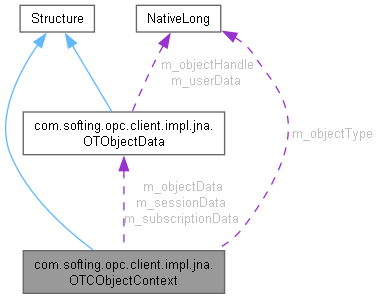 Structure
NativeLong
m_objectHandle
m_userData
com.softing.opc.client.impl.jna.
OTObjectData
m_objectType
m_objectData
m_sessionData
m_subscriptionData
com.softing.opc.client.impl.jna.
OTCObjectContext